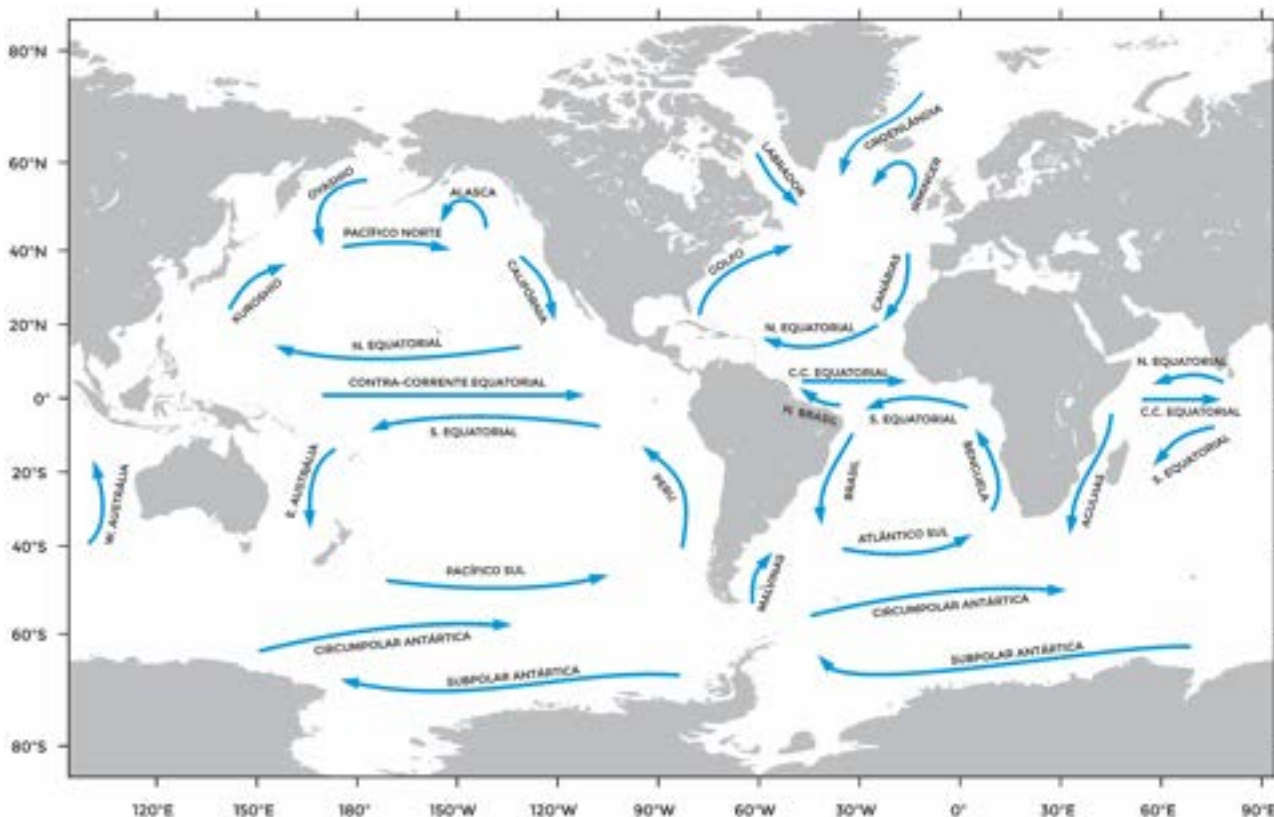 80°N
60°N
40°N
20°N
0°
20°S
40°S
60°S
80°S
OYASHIO
ALASCA
PACÍFICO NORTE
KUROSHIO
CALIFÓRNIA
N. EQUATORIAL
CONTRA-CORRENTE EQUATORIAL
S. EQUATORIAL
W. AUSTRÁLIA
E. AUSTRÁLIA
PERU
PACÍFICO SUL
CIRCUMPOLAR ANTÁRTICA
SUBPOLAR ANTÁRTICA
GROENLÂNDIA
LABRADOR
IRMINGER
GOLFO
CANÁRIAS
N. EQUATORIAL
C.C. EQUATORIAL
N. BRASIL
S. EQUATORIAL
BRASIL
BENGUELA
AGULHAS
N. EQUATORIAL
C.C. EQUATORIAL
S. EQUATORIAL
ATLÂNTICO SUL
MALVINAS
CIRCUMPOLAR ANTÁRTICA
SUBPOLAR ANTÁRTICA
120°E
150°E
180°
150°W
120°W
90°W
60°W
30°W
0°
30°E
60°E
90°E